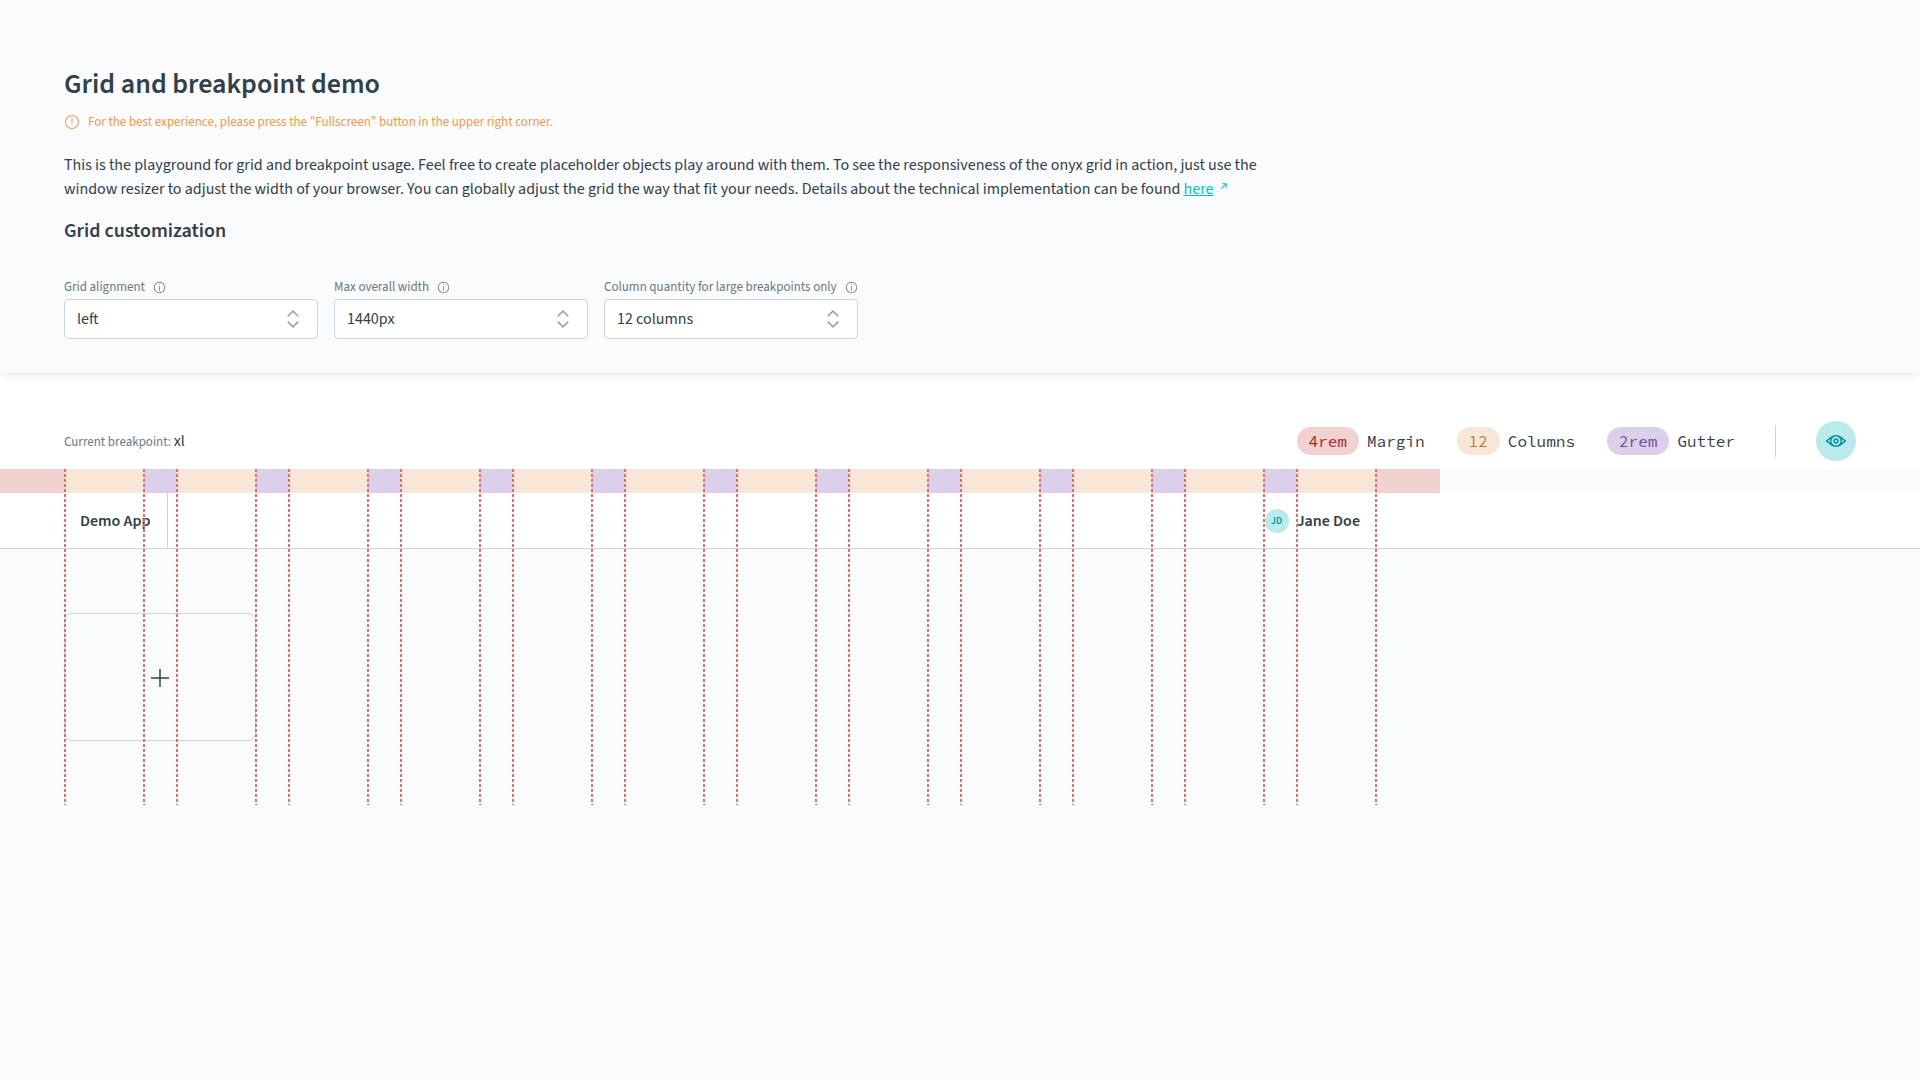 Grid and breakpoint demo
For the best experience, please press the "Fullscreen" button in the upper right corner.
This is the playground for grid and breakpoint usage. Feel free to create placeholder objects play around with them. To see the responsiveness of the onyx grid in action, just use the
window resizer to adjust the width of your browser. You can globally adjust the grid the way that fit your needs. Details about the technical implementation can be found here
Grid customization
Grid alignment Max overall width Column quantity for large breakpoints only
left 1440px 12 columns
Current breakpoint: xl 4rem Margin 12 Columns 2rem Gutter
Demo App JD Jane Doe